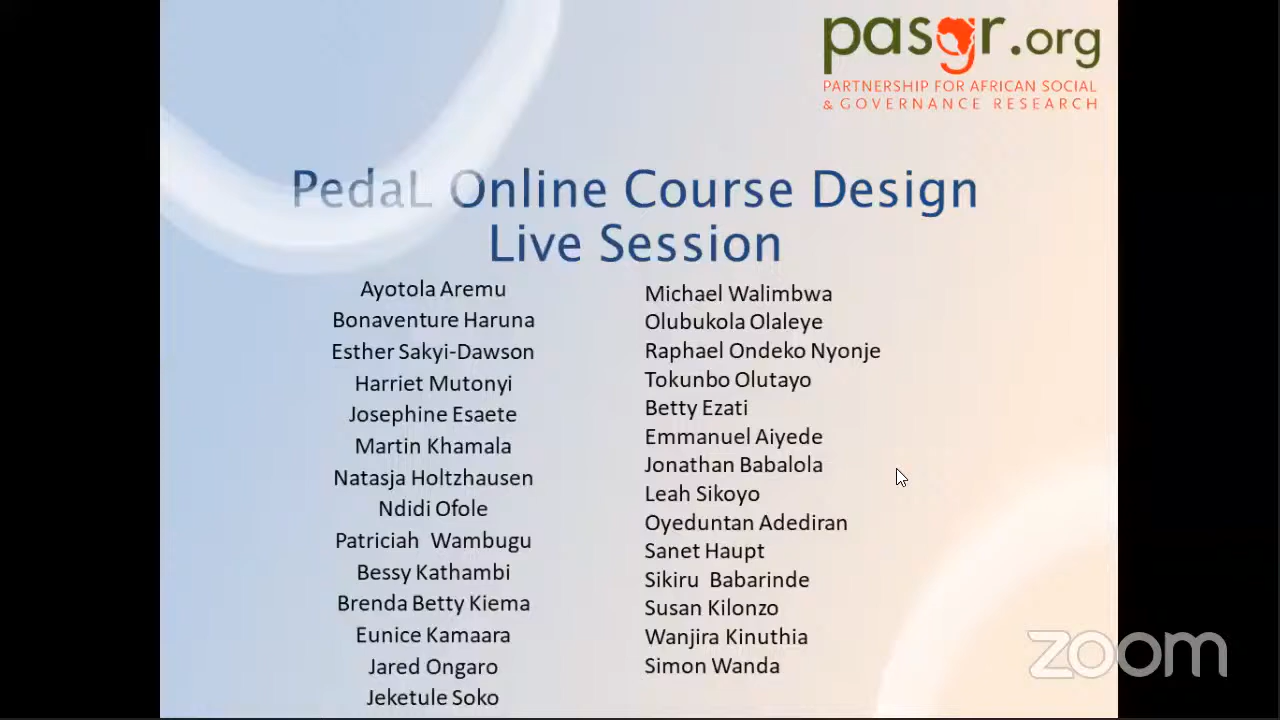 pasgr.org
PARTNERSHIP FOR AFRICAN SOCIAL
& GOVERNANCE RESEARCH
PedaL Online Course Design
Live Session
Ayotola Aremu
Bonaventure Haruna
Esther Sakyi-Dawson
Harriet Mutonyi
Josephine Esaete
Martin Khamala
Natasja Holtzhausen
Ndidi Ofole
Patriciah Wambugu
Bessy Kathambi
Brenda Betty Kiema
Eunice Kamaara
Jared Ongaro
Jeketule Soko
Michael Walimbwa
Olubukola Olaleye
Raphael Ondeko Nyonje
Tokunbo Olutayo
Betty Ezati
Emmanuel Aiyede
Jonathan Babalola
Leah Sikoyo
Oyeduntan Adediran
Sanet Haupt
Sikiru Babarinde
Susan Kilonzo
Wanjira Kinuthia
Simon Wanda
zoom